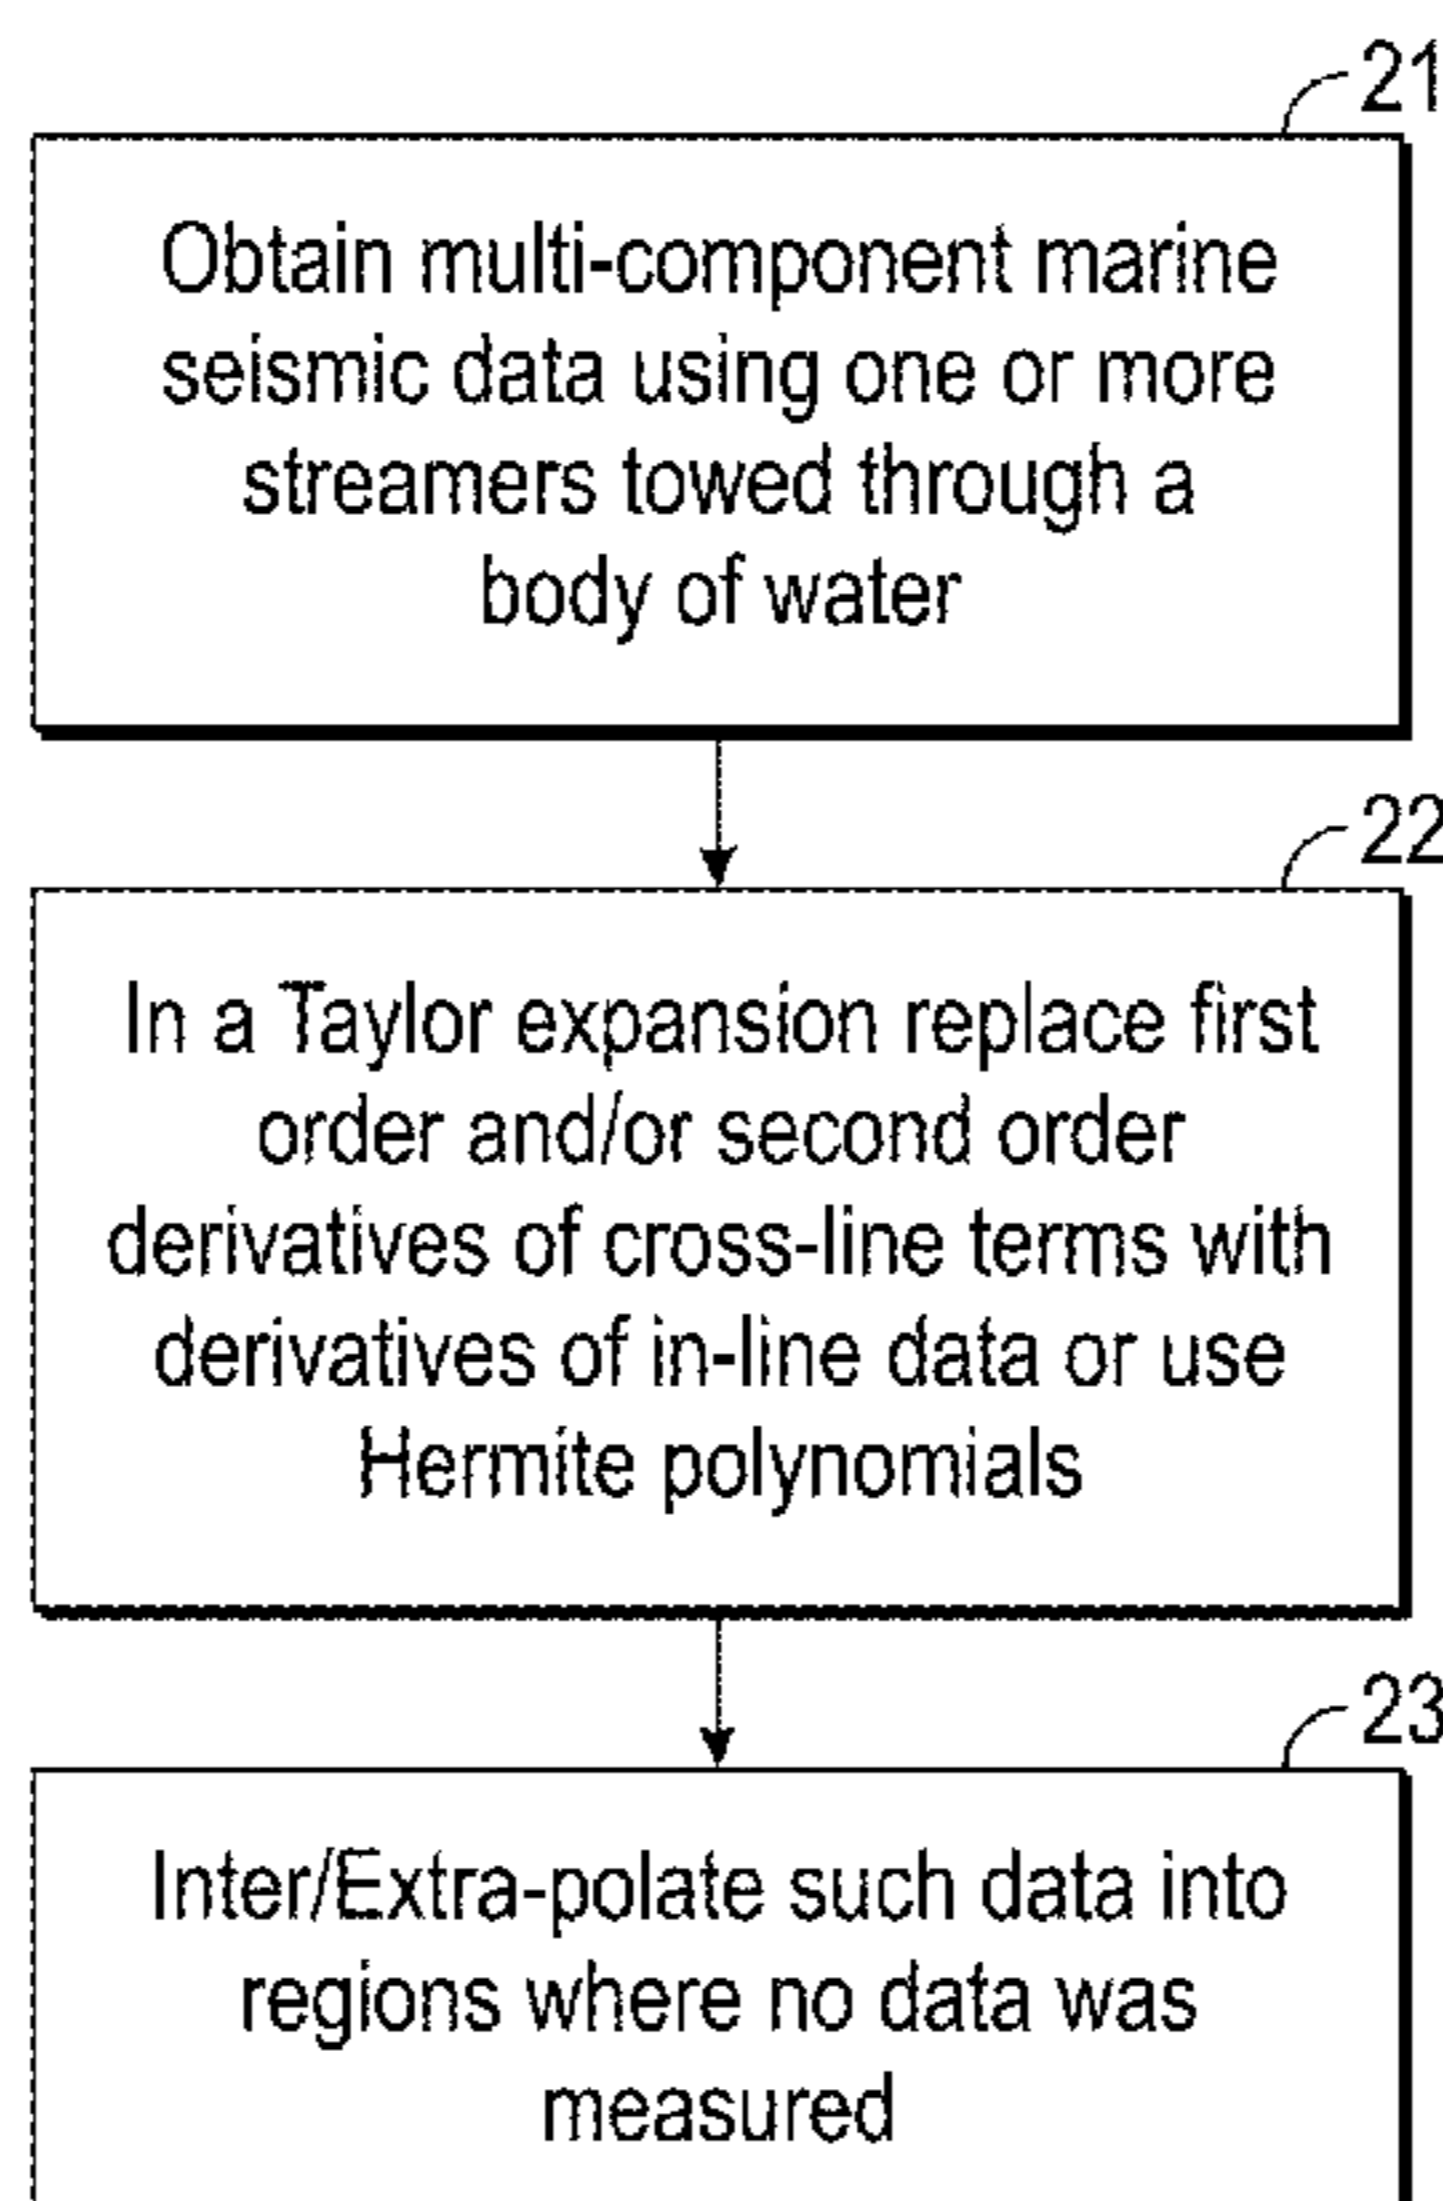 21
Obtain multi-component marine
seismic data using one or more
streamers towed through a
body of water
22
In a Taylor expansion replace first
order and/or second order
derivatives of cross-line terms with
derivatives of in-line data or use
Hermite polynomials
23
Inter/Extra-polate such data into
regions where no data was
measured